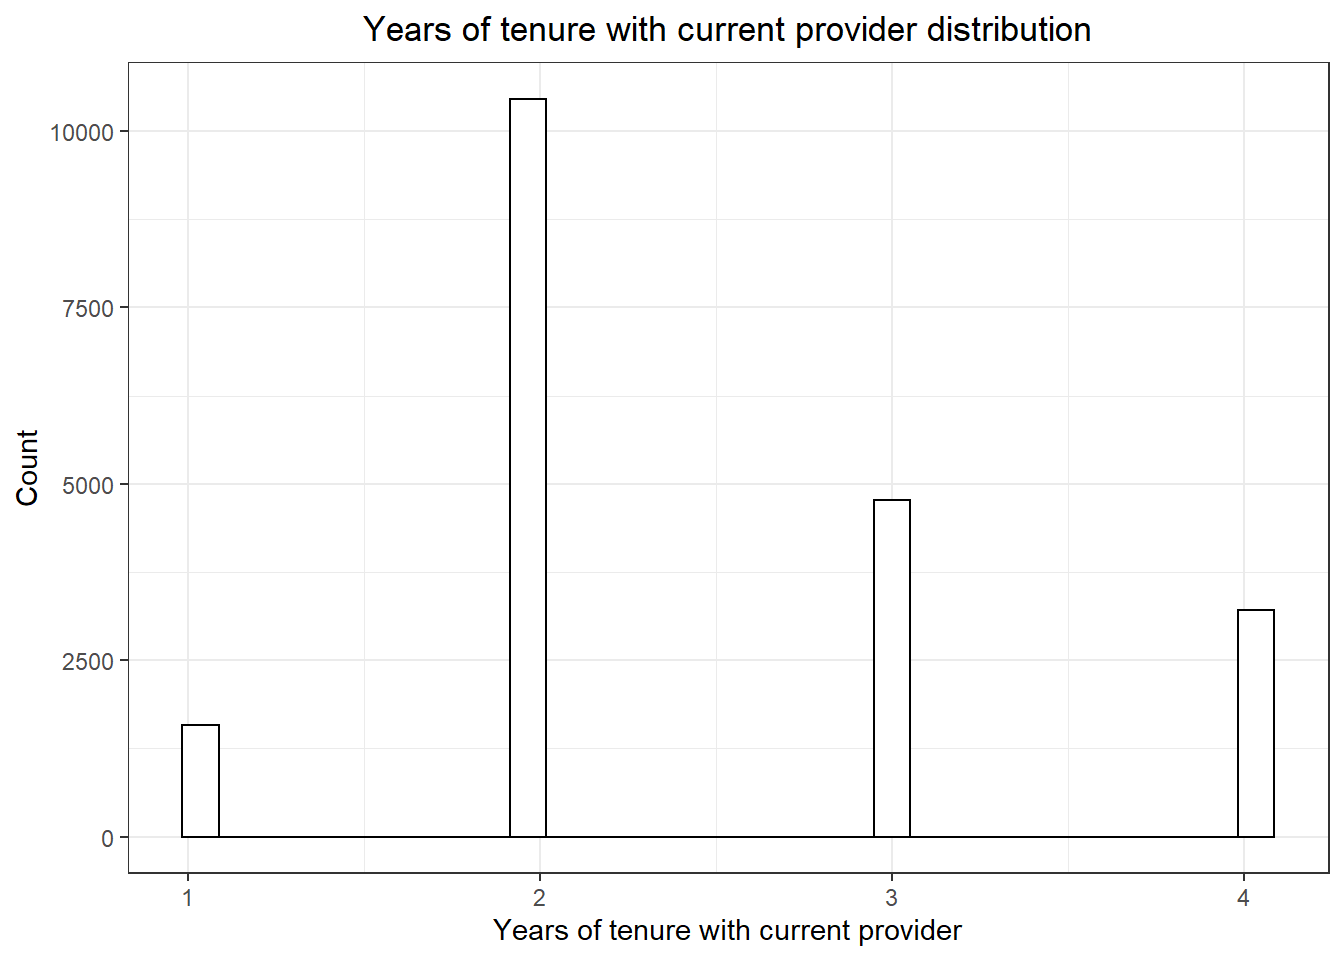 Years of tenure with current provider distribution
10000
7500
5000
2500
0
Count
1 2 3 4
Years of tenure with current provider